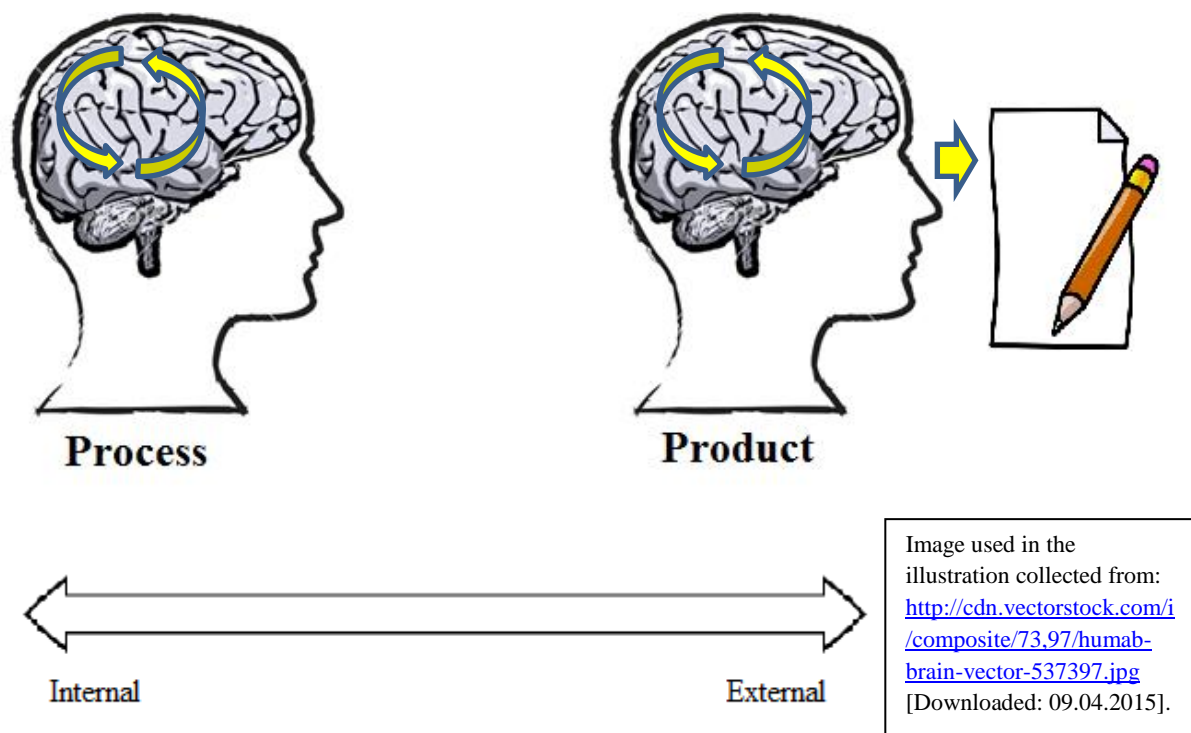 Process
Product
Internal
External
Image used in the
illustration collected from:
http://cdn.vectorstock.com/i
/composite/73,97/humab-
brain-vector-537397.jpg
[Downloaded: 09.04.2015].